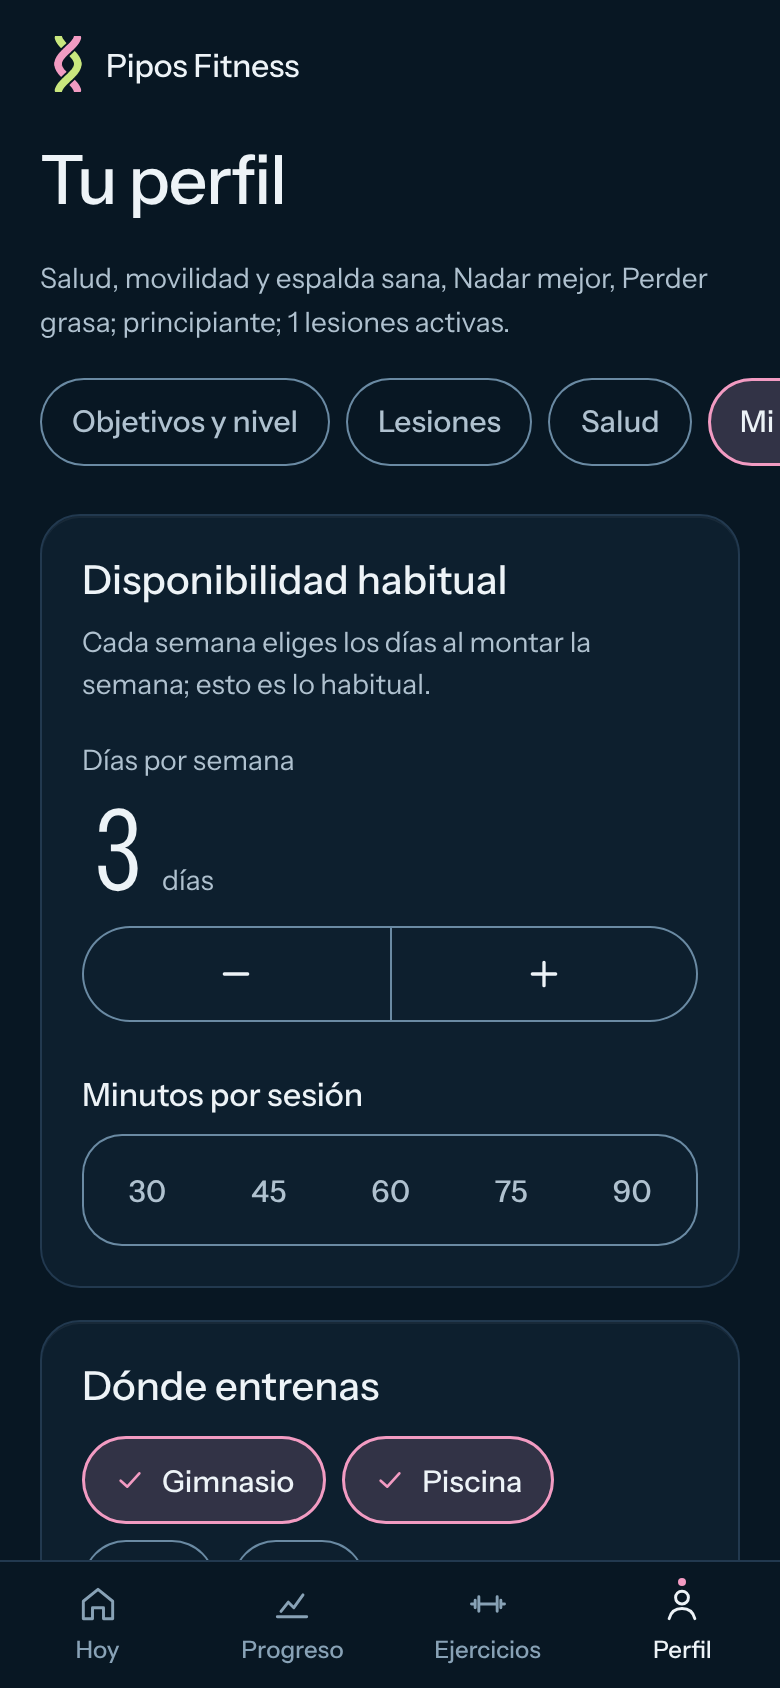 Pipos Fitness
Tu perfil
Salud, movilidad y espalda sana, Nadar mejor, Perder
grasa; principiante; 1 lesiones activas.
Objetivos y nivel
Lesiones
Salud
Mi
Disponibilidad habitual
Cada semana eliges los días al montar la
semana; esto es lo habitual.
Días por semana
3 días
− +
Minutos por sesión
30 45 60 75 90
Dónde entrenas
Gimnasio
Piscina
Hoy
Progreso
Ejercicios
Perfil